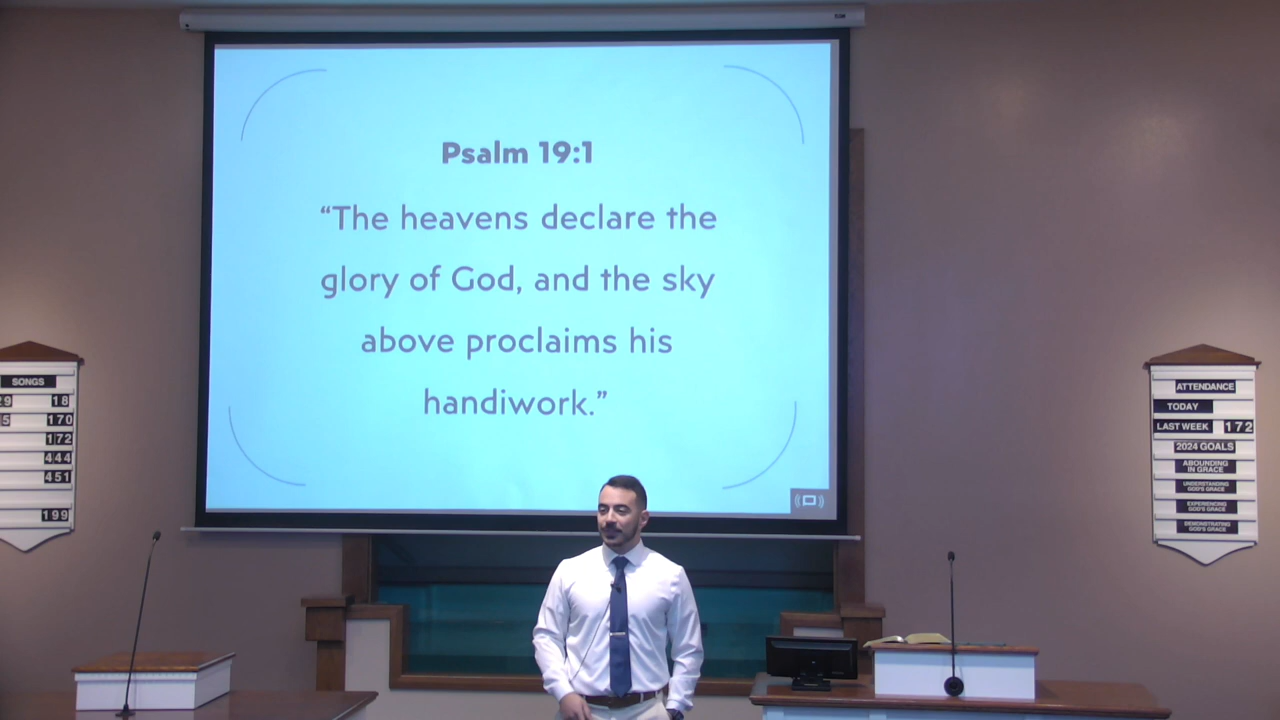 Psalm 19:1
“The heavens declare the
glory of God, and the sky
above proclaims his
handiwork.”
SONGS
29 18
5 170
172
444
451
199
ATTENDANCE
TODAY
LAST WEEK 172
2024 GOALS
ABOUNDING
IN GRACE
UNDERSTANDING
GOD'S GRACE
EXPERIENCING
GOD'S GRACE
DEMONSTRATING
GOD'S GRACE